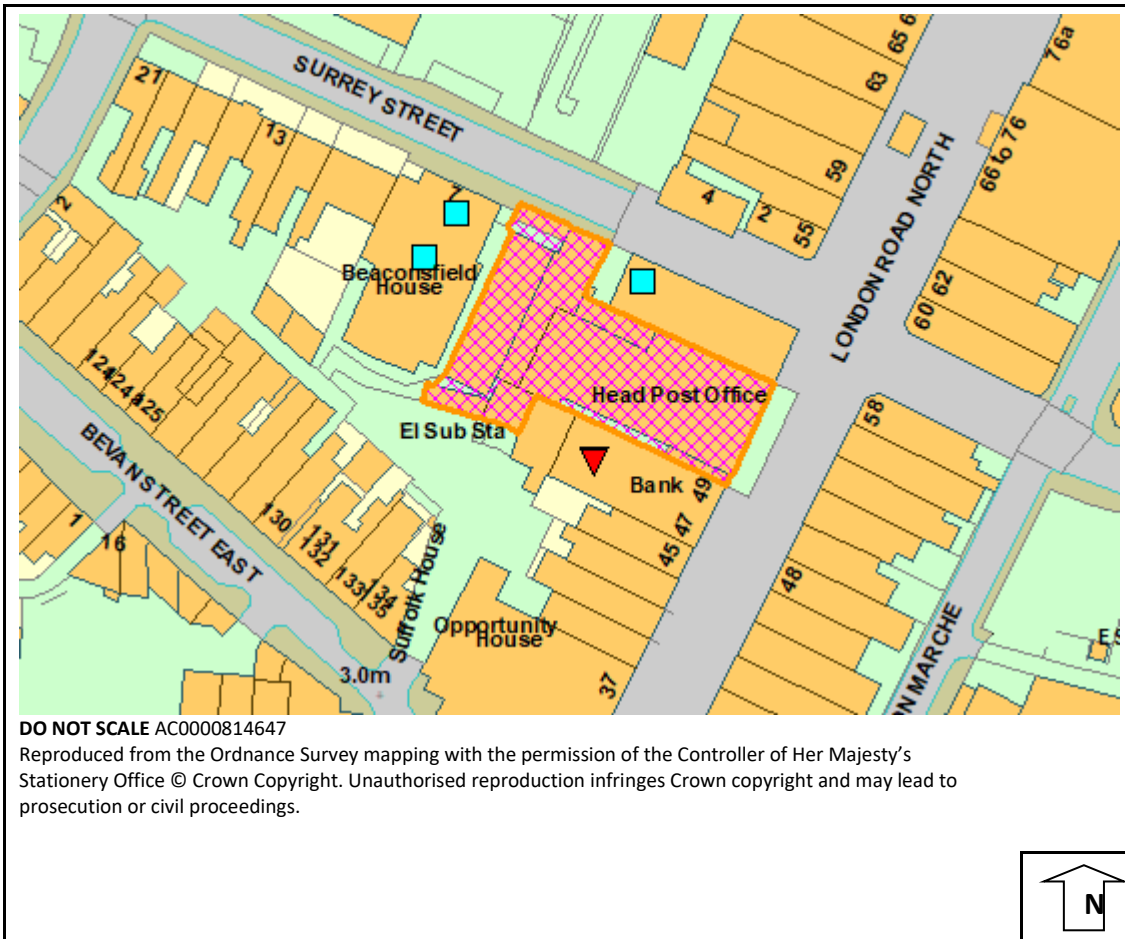 SURREY STREET
21
13
7
2
Beaconsfield
House
4
2
55
59
63
65
76a
66 to 76
62
60
LONDON ROAD NORTH
Head Post Office
El Sub Sta
Bank
49
47
45
37
58
48
124
124a
125
BEVAN STREET EAST
1
16
130
131
132
133
134
135
Suffolk House
Opportunity
House
3.0m
ON MARCHE
DO NOT SCALE AC0000814647
Reproduced from the Ordnance Survey mapping with the permission of the Controller of Her Majesty's
Stationery Office © Crown Copyright. Unauthorised reproduction infringes Crown copyright and may lead to
prosecution or civil proceedings.
N